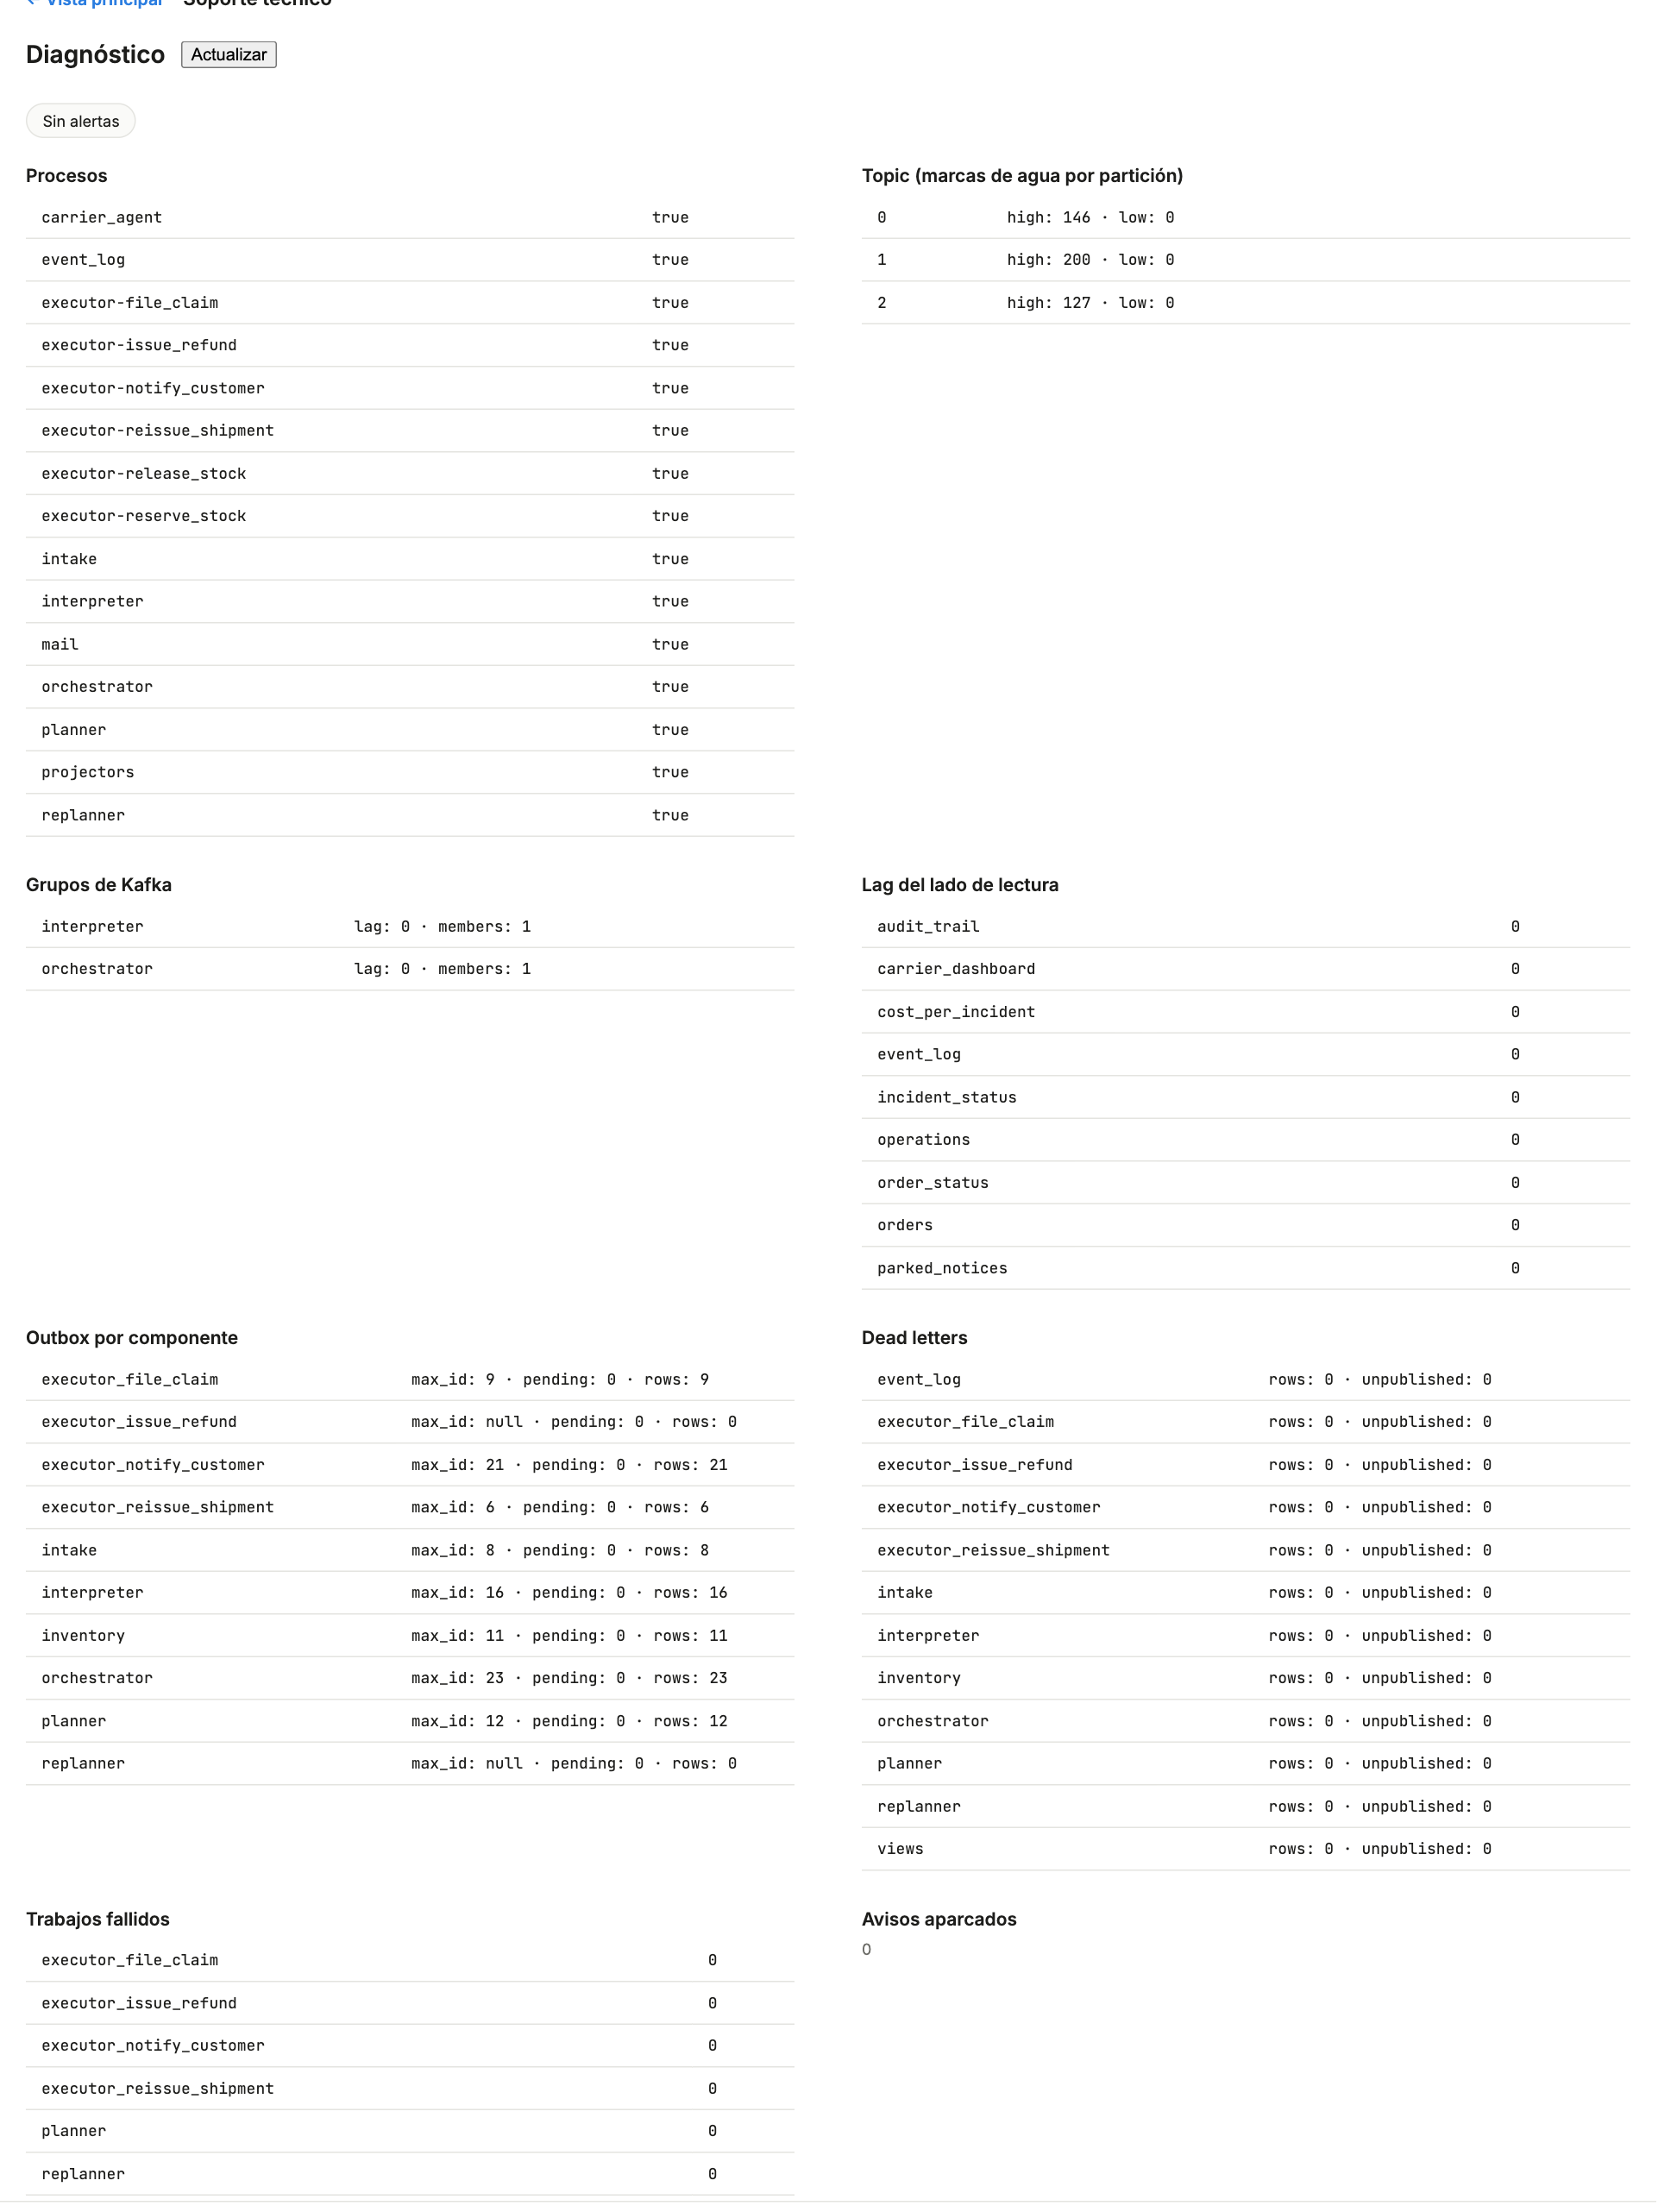 ← Vista principal Soporte técnico
Diagnóstico Actualizar
Sin alertas
Procesos
carrier_agent true
event_log true
executor-file_claim true
executor-issue_refund true
executor-notify_customer true
executor-reissue_shipment true
executor-release_stock true
executor-reserve_stock true
intake true
interpreter true
mail true
orchestrator true
planner true
projectors true
replanner true
Topic (marcas de agua por partición)
0 high: 146 · low: 0
1 high: 200 · low: 0
2 high: 127 · low: 0
Grupos de Kafka
interpreter lag: 0 · members: 1
orchestrator lag: 0 · members: 1
Lag del lado de lectura
audit_trail 0
carrier_dashboard 0
cost_per_incident 0
event_log 0
incident_status 0
operations 0
order_status 0
orders 0
parked_notices 0
Outbox por componente
executor_file_claim max_id: 9 · pending: 0 · rows: 9
executor_issue_refund max_id: null · pending: 0 · rows: 0
executor_notify_customer max_id: 21 · pending: 0 · rows: 21
executor_reissue_shipment max_id: 6 · pending: 0 · rows: 6
intake max_id: 8 · pending: 0 · rows: 8
interpreter max_id: 16 · pending: 0 · rows: 16
inventory max_id: 11 · pending: 0 · rows: 11
orchestrator max_id: 23 · pending: 0 · rows: 23
planner max_id: 12 · pending: 0 · rows: 12
replanner max_id: null · pending: 0 · rows: 0
Dead letters
event_log rows: 0 · unpublished: 0
executor_file_claim rows: 0 · unpublished: 0
executor_issue_refund rows: 0 · unpublished: 0
executor_notify_customer rows: 0 · unpublished: 0
executor_reissue_shipment rows: 0 · unpublished: 0
intake rows: 0 · unpublished: 0
interpreter rows: 0 · unpublished: 0
inventory rows: 0 · unpublished: 0
orchestrator rows: 0 · unpublished: 0
planner rows: 0 · unpublished: 0
replanner rows: 0 · unpublished: 0
views rows: 0 · unpublished: 0
Trabajos fallidos
executor_file_claim 0
executor_issue_refund 0
executor_notify_customer 0
executor_reissue_shipment 0
planner 0
replanner 0
Avisos aparcados
0